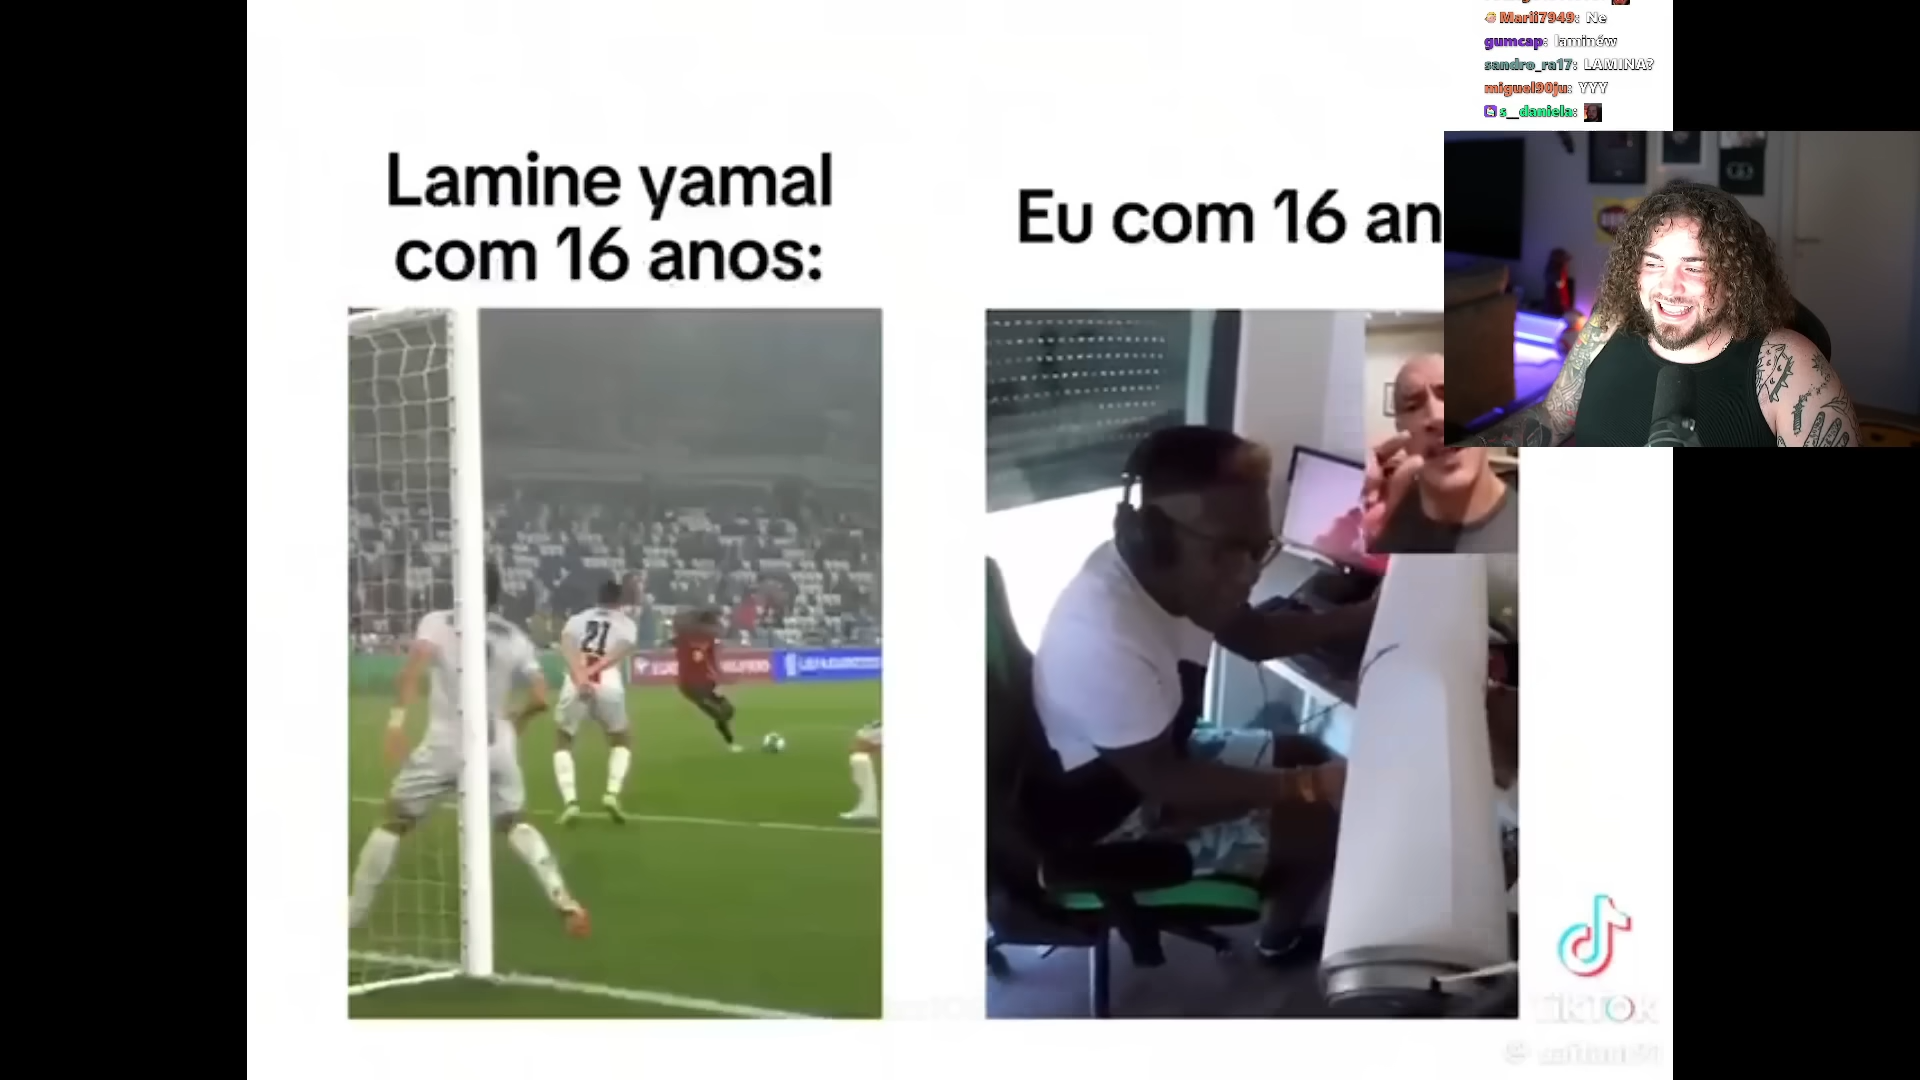 Marii7949: Ne
gumcap: laminéw
sandro_ra17: LAMINA?
miguel90ju: YYY
s__daniela:
Lamine yamal
com 16 anos:
Eu com 16 an
21
TikTok